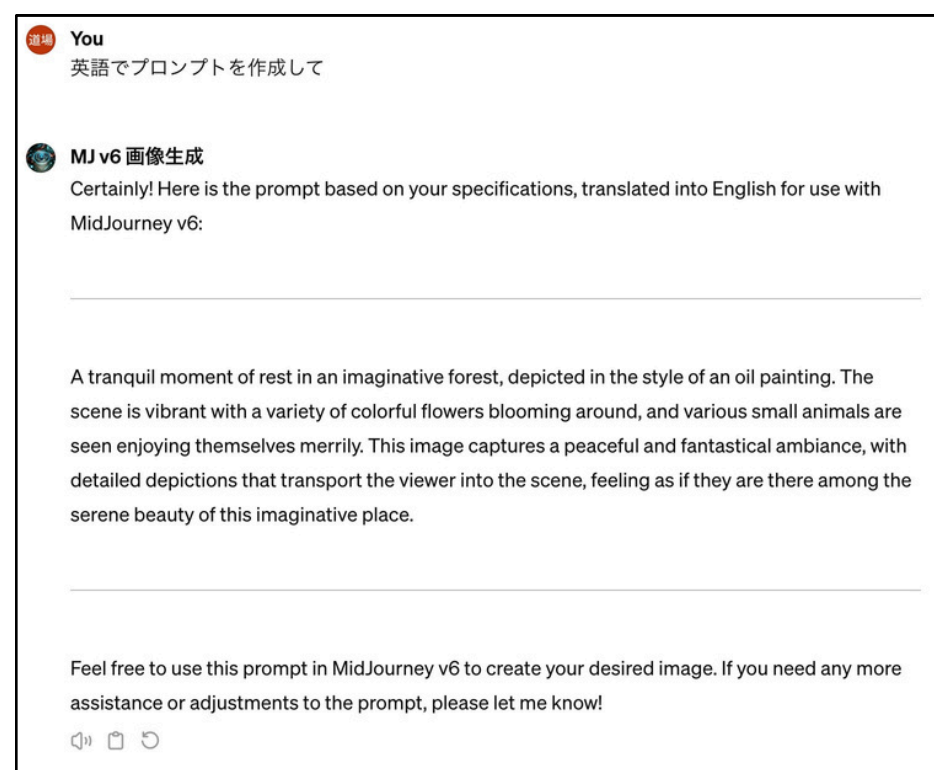 道場
You
英語でプロンプトを作成して
MJ v6 画像生成
Certainly! Here is the prompt based on your specifications, translated into English for use with
MidJourney v6:
A tranquil moment of rest in an imaginative forest, depicted in the style of an oil painting. The
scene is vibrant with a variety of colorful flowers blooming around, and various small animals are
seen enjoying themselves merrily. This image captures a peaceful and fantastical ambiance, with
detailed depictions that transport the viewer into the scene, feeling as if they are there among the
serene beauty of this imaginative place.
Feel free to use this prompt in MidJourney v6 to create your desired image. If you need any more
assistance or adjustments to the prompt, please let me know!